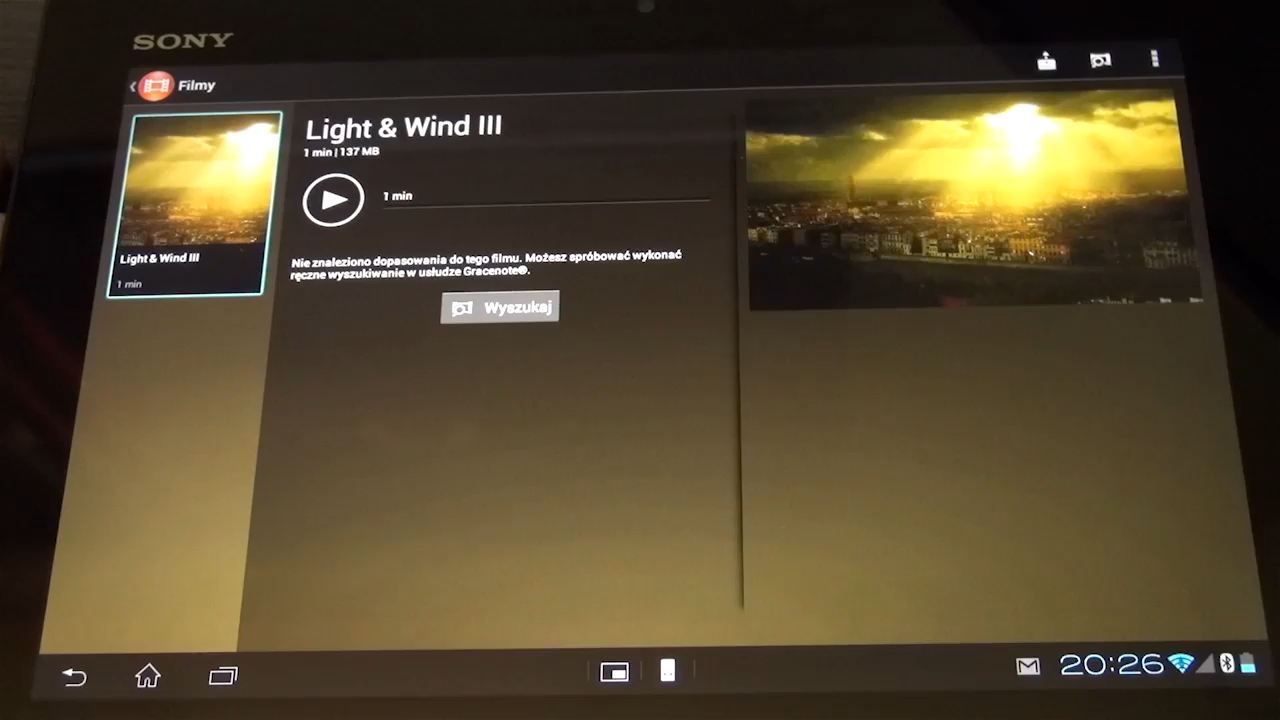 SONY
Filmy
Light & Wind III
1 min
Light & Wind III
1 min | 137 MB
1 min
Nie znaleziono dopasowania do tego filmu. Możesz spróbować wykonać
ręczne wyszukiwanie w usłudze Gracenote®.
Wyszukaj
20:26